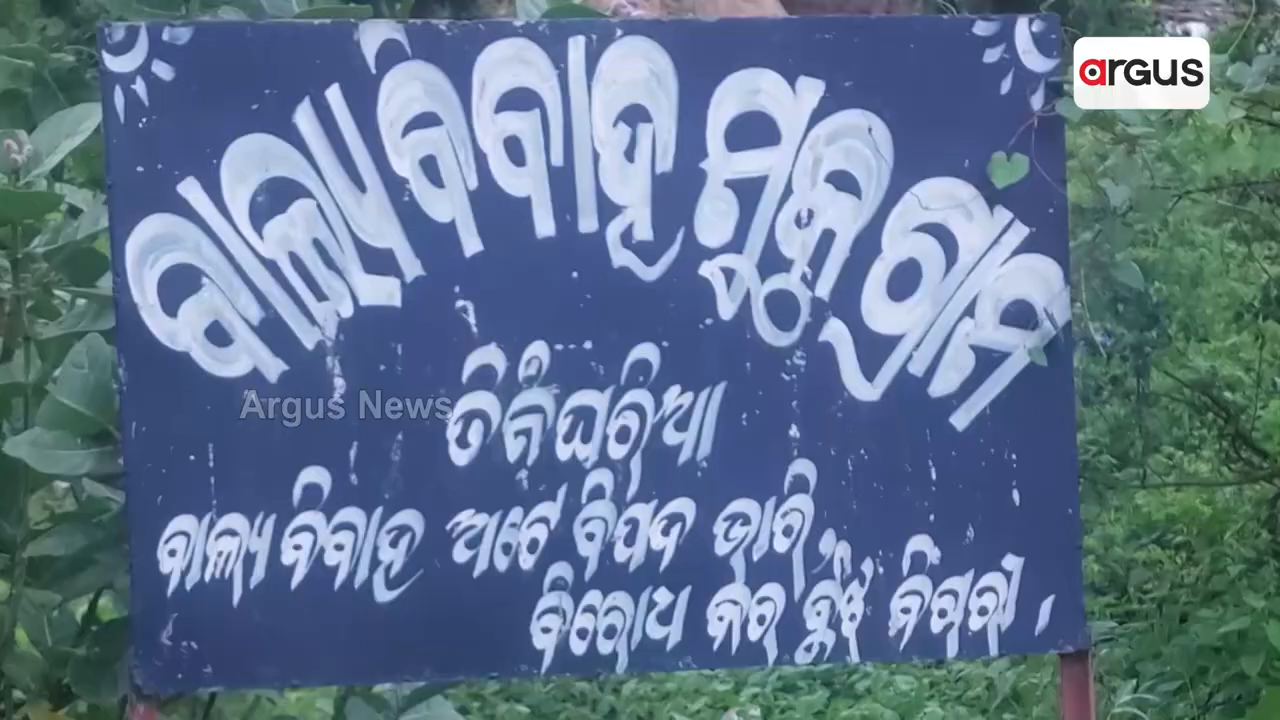 ବାଲ୍ୟ ବିବାହ ମୁକ୍ତ ଗ୍ରାମ
argus
Argus News
ତିନିଘରିଆ
ବାଲ୍ୟ ବିବାହ ଅଟେ ବିପଦ ଭାରି,
ବିରୋଧ କର ବୁଝି ବିଚାରୀ ।